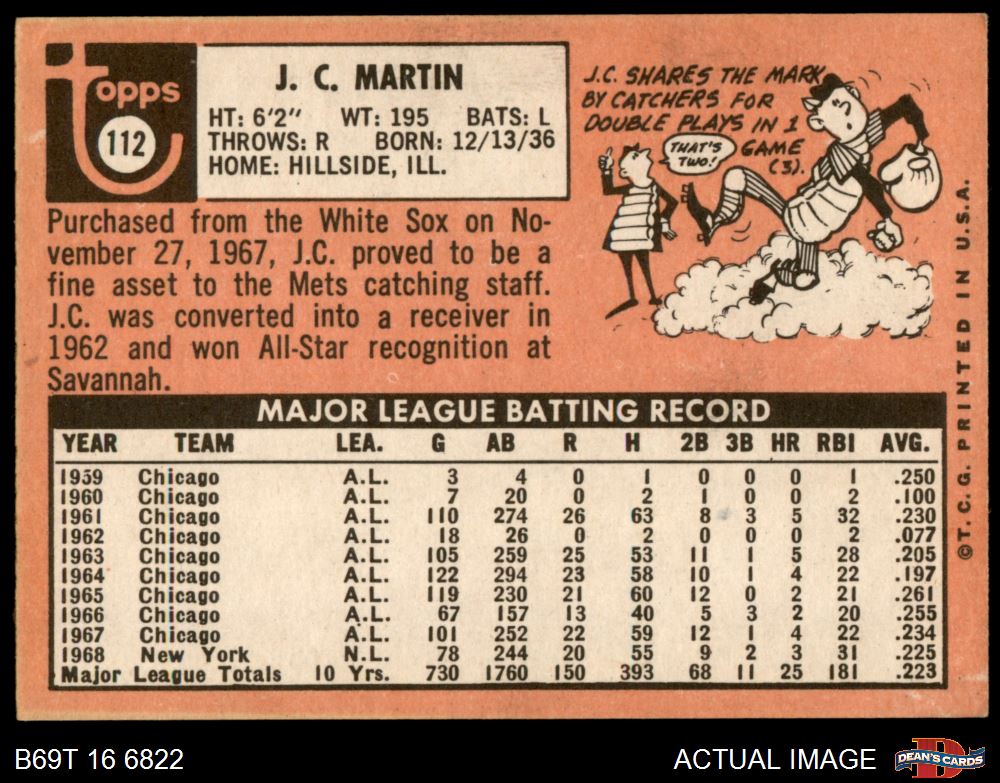 Topps
112
J. C. MARTIN
HT: 6'2" WT: 195 BATS: L
THROWS: R BORN: 12/13/36
HOME: HILLSIDE, ILL.
J.C. SHARES THE MARK
BY CATCHERS FOR
DOUBLE PLAYS IN 1
GAME
(3).
THAT'S
TWO!
Purchased from the White Sox on No-
vember 27, 1967, J.C. proved to be a
fine asset to the Mets catching staff.
J.C. was converted into a receiver in
1962 and won All-Star recognition at
Savannah.
MAJOR LEAGUE BATTING RECORD
YEAR TEAM LEA. G AB R H 2B 3B HR RBI AVG.
1959 Chicago A.L. 3 4 0 1 0 0 0 1 .250
1960 Chicago A.L. 7 20 0 2 1 0 0 2 .100
1961 Chicago A.L. 110 274 26 63 8 3 5 32 .230
1962 Chicago A.L. 18 26 0 2 0 0 0 2 .077
1963 Chicago A.L. 105 259 25 53 11 1 5 28 .205
1964 Chicago A.L. 122 294 23 58 10 1 4 22 .197
1965 Chicago A.L. 119 230 21 60 12 0 2 21 .261
1966 Chicago A.L. 67 157 13 40 5 3 2 20 .255
1967 Chicago A.L. 101 252 22 59 12 1 4 22 .234
1968 New York N.L. 78 244 20 55 9 2 3 31 .225
Major League Totals 10 Yrs. 730 1760 150 393 68 11 25 181 .223
©T.C.G. PRINTED IN U.S.A.
B69T 16 6822
ACTUAL IMAGE
D
DEAN'S CARDS